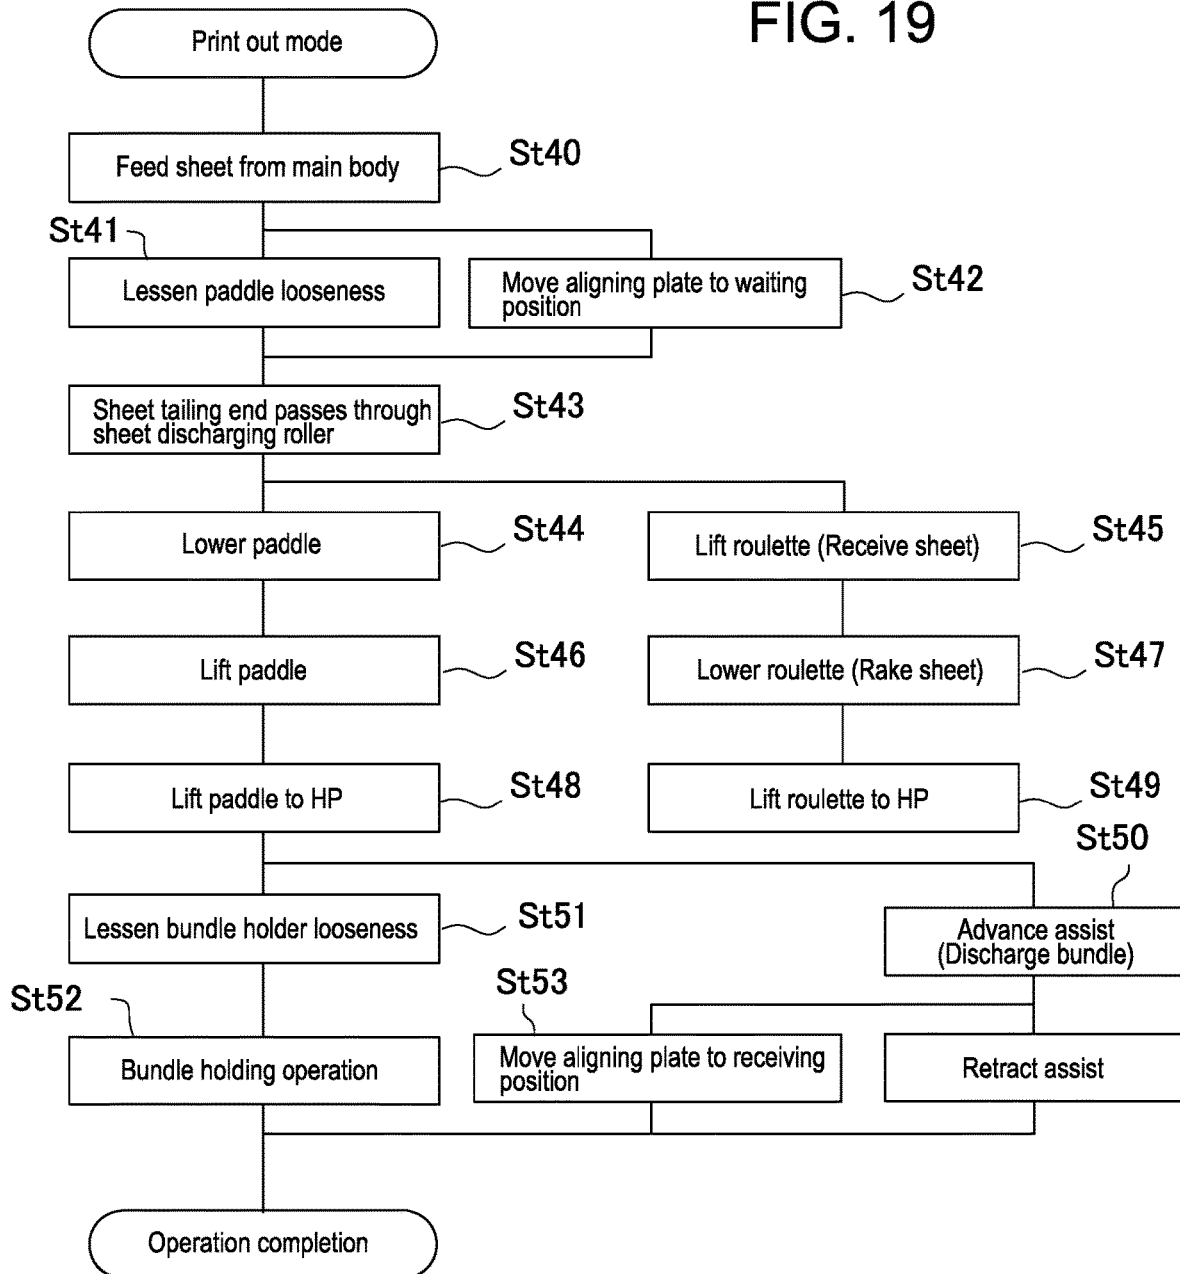 FIG. 19
Print out mode
Feed sheet from main body
St40
St41
Lessen paddle looseness
Move aligning plate to waiting
position
St42
Sheet tailing end passes through
sheet discharging roller
St43
Lower paddle
St44
Lift roulette (Receive sheet)
St45
Lift paddle
St46
Lower roulette (Rake sheet)
St47
Lift paddle to HP
St48
Lift roulette to HP
St49
St50
Lessen bundle holder looseness
St51
Advance assist
(Discharge bundle)
St52
St53
Bundle holding operation
Move aligning plate to receiving
position
Retract assist
Operation completion